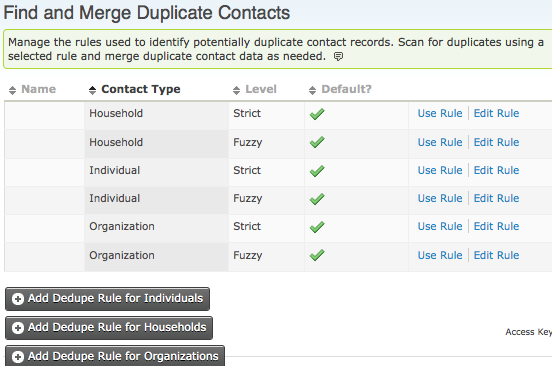 Find and Merge Duplicate Contacts
Manage the rules used to identify potentially duplicate contact records. Scan for duplicates using a
selected rule and merge duplicate contact data as needed.
Name Contact Type Level Default?
Household Strict Use Rule Edit Rule
Household Fuzzy Use Rule Edit Rule
Individual Strict Use Rule Edit Rule
Individual Fuzzy Use Rule Edit Rule
Organization Strict Use Rule Edit Rule
Organization Fuzzy Use Rule Edit Rule
Add Dedupe Rule for Individuals
Add Dedupe Rule for Households
Access Key
Add Dedupe Rule for Organizations